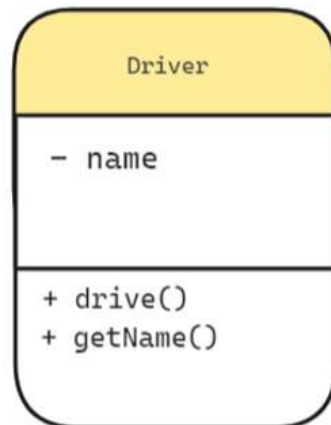 Driver
- name
+ drive()
+ getName()